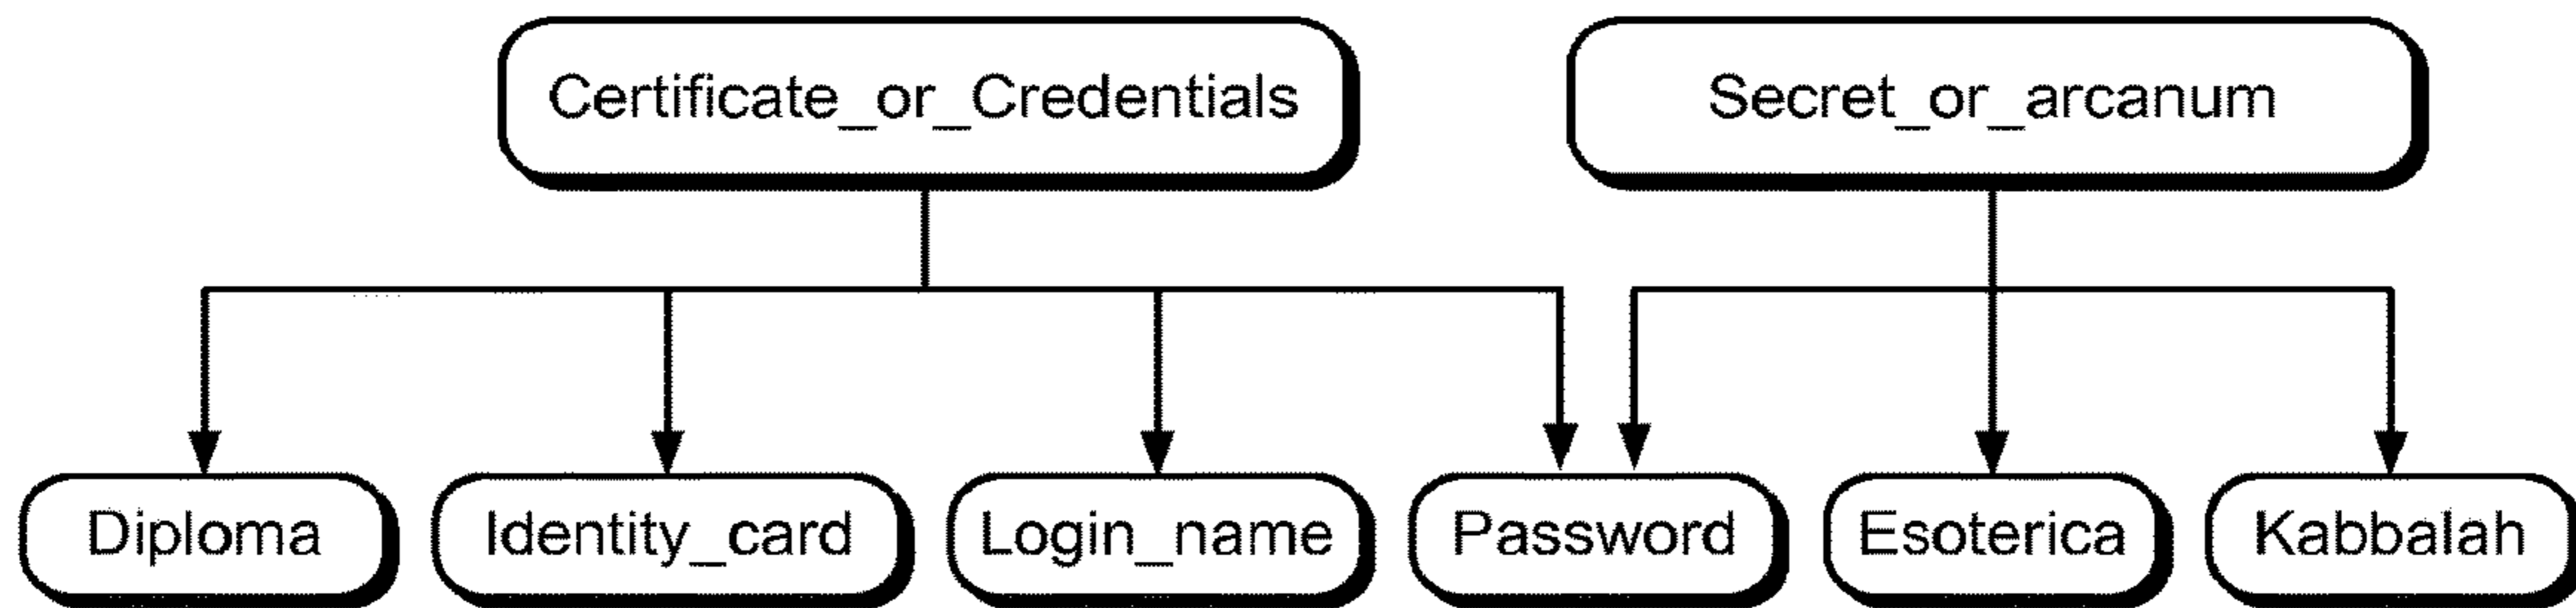 Certificate_or_Credentials
Secret_or_arcanum
Diploma
Identity_card
Login_name
Password
Esoterica
Kabbalah